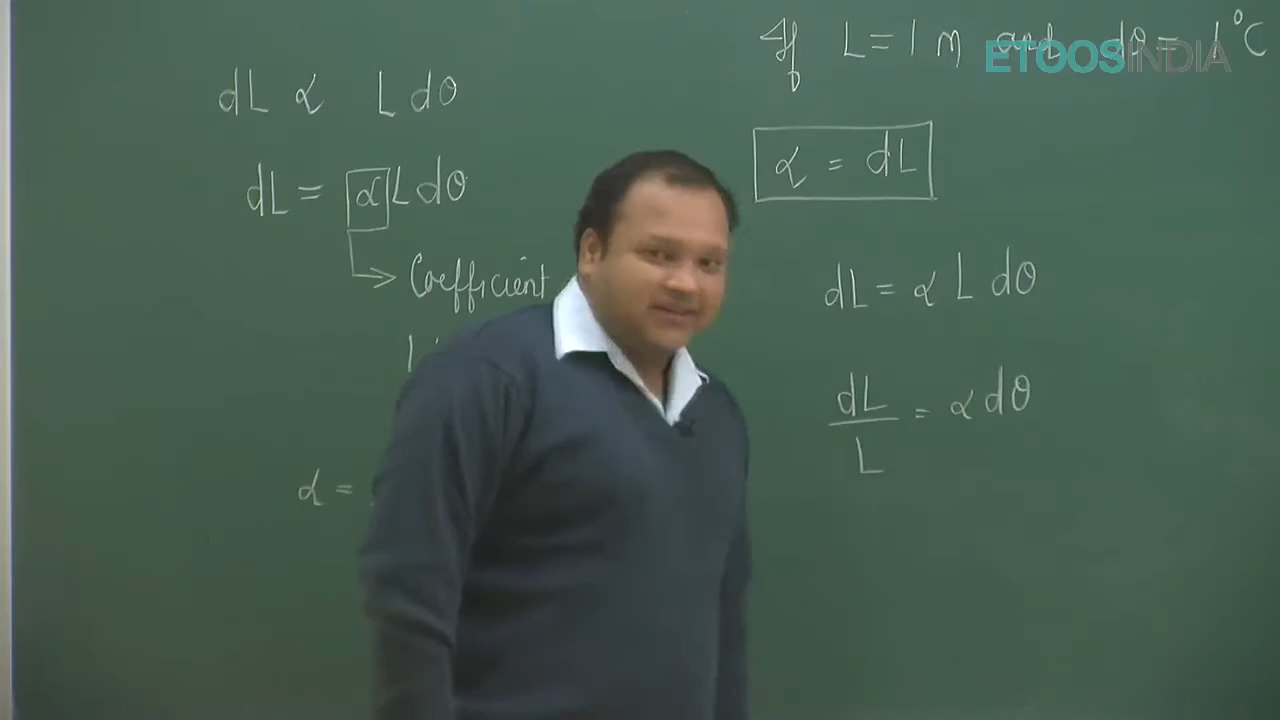 dL ∝ L dθ
dL = α L dθ
Coefficient
α =
If L = 1 m and dθ = 1°C
ETOOSINDIA
α = dL
dL = α L dθ
dL/L = α dθ